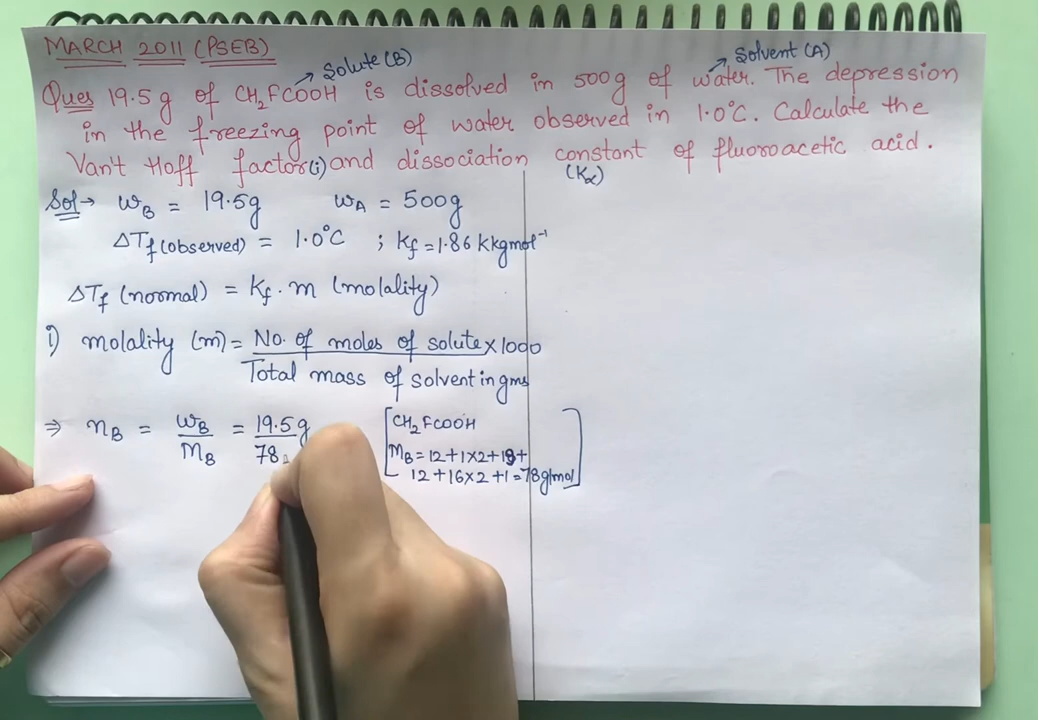 MARCH 2011 (PSEB)
→ Solute (B)
→ Solvent (A)
Ques 19.5 g of CH₂FCOOH is dissolved in 500g of water. The depression
in the freezing point of water observed in 1.0°C. Calculate the
Van't Hoff factor (i) and dissociation constant of fluoroacetic acid.
(Kα)
Sol→ wB = 19.5g wA = 500g
ΔTf (observed) = 1.0°C ; Kf = 1.86 K kg mol⁻¹
ΔTf (normal) = Kf . m (molality)
i) molality (m) = No. of moles of solute × 1000
Total mass of solvent in gms
⇒ nB = wB / MB = 19.5g / 78
[CH₂FCOOH
MB = 12+1×2+19+
12+16×2+1=78g/mol]